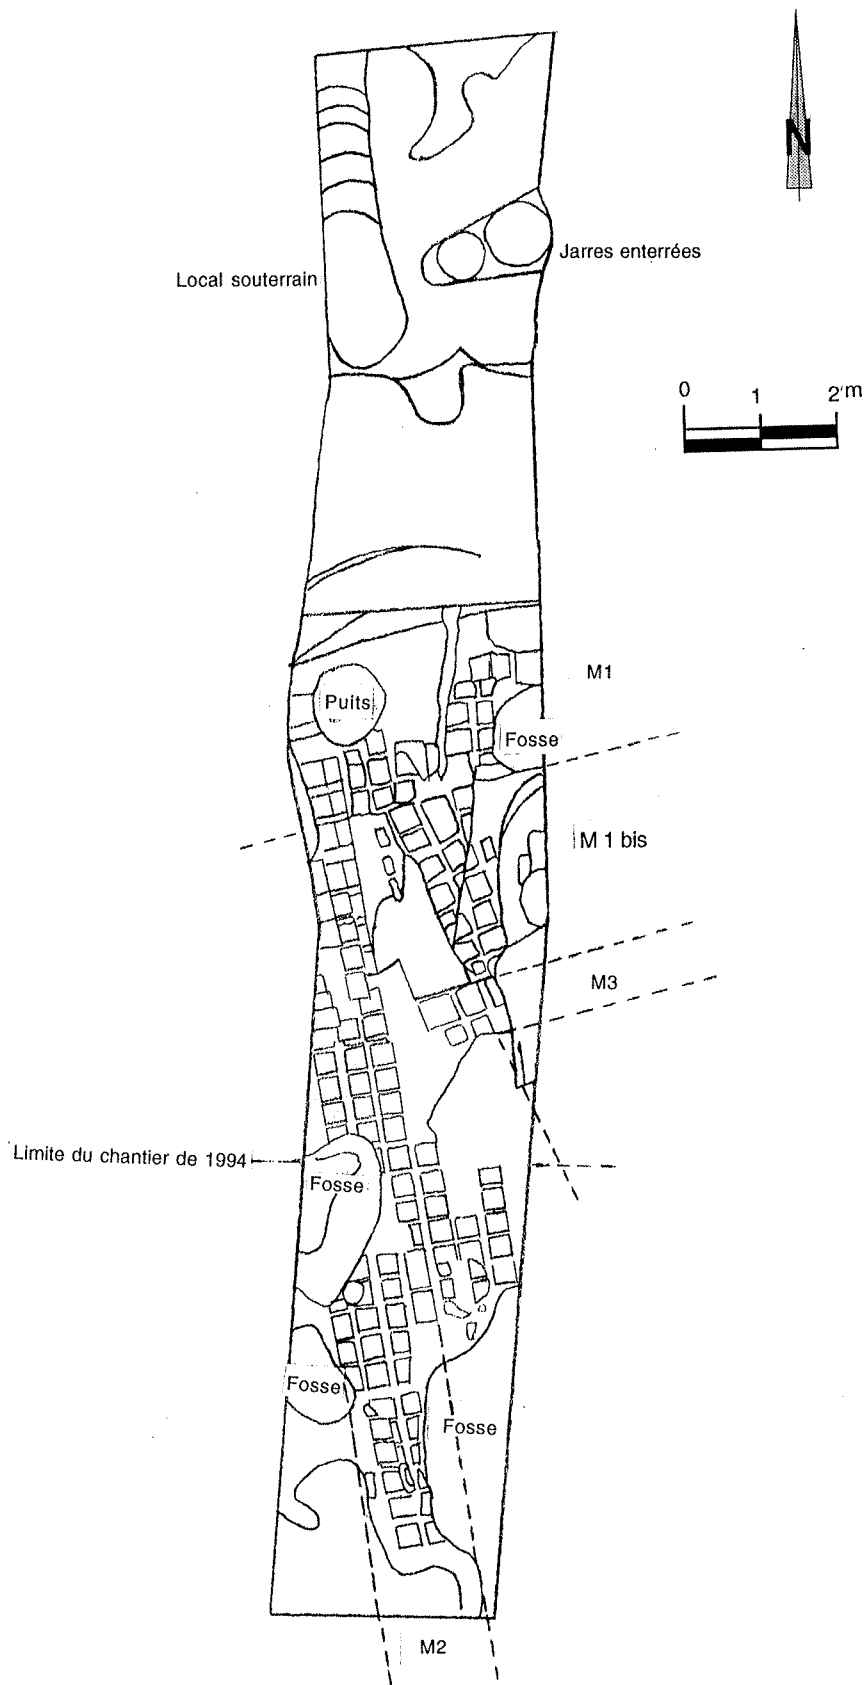 N
Jarres enterrées
Local souterrain
0 1 2 m
M1
Puits
Fosse
M 1 bis
M3
Limite du chantier de 1994
Fosse
Fosse
Fosse
M2